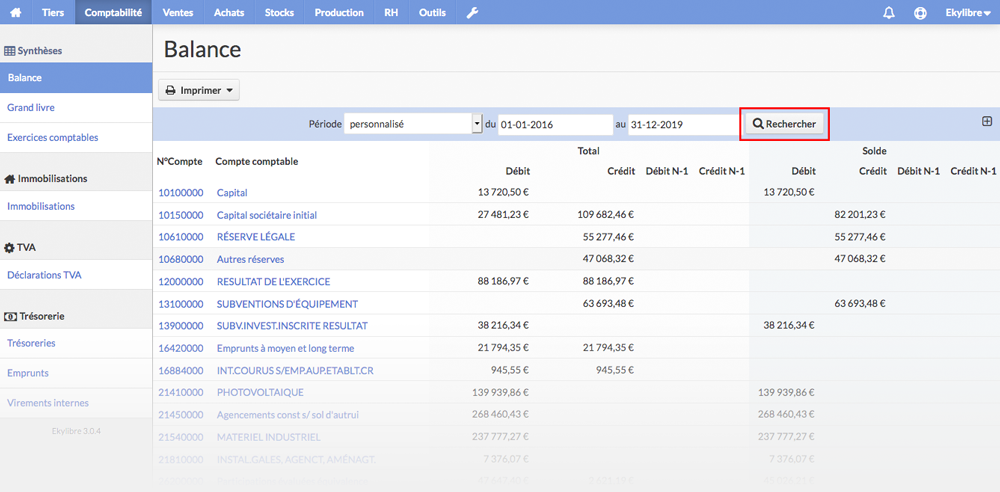 Tiers Comptabilité Ventes Achats Stocks Production RH Outils Ekylibre
Synthèses
Balance
Grand livre
Exercices comptables
Immobilisations
Immobilisations
TVA
Déclarations TVA
Trésorerie
Trésoreries
Emprunts
Virements internes
Ekylibre 3.0.4
Balance
Imprimer
Période personnalisé du 01-01-2016 au 31-12-2019 Rechercher
Total Solde
N°Compte Compte comptable Débit Crédit Débit N-1 Crédit N-1 Débit Crédit Débit N-1 Crédit N-1
10100000 Capital 13 720,50 € 13 720,50 €
10150000 Capital sociétaire initial 27 481,23 € 109 682,46 € 82 201,23 €
10610000 RÉSERVE LÉGALE 55 277,46 € 55 277,46 €
10680000 Autres réserves 47 068,32 € 47 068,32 €
12000000 RESULTAT DE L'EXERCICE 88 186,97 € 88 186,97 €
13100000 SUBVENTIONS D'ÉQUIPEMENT 63 693,48 € 63 693,48 €
13900000 SUBV.INVEST.INSCRITE RESULTAT 38 216,34 € 38 216,34 €
16420000 Emprunts à moyen et long terme 21 794,35 € 21 794,35 €
16884000 INT.COURUS S/EMP.AUP.ETABLT.CR 945,55 € 945,55 €
21410000 PHOTOVOLTAIQUE 139 939,86 € 139 939,86 €
21450000 Agencements const s/ sol d'autrui 268 460,43 € 268 460,43 €
21540000 MATERIEL INDUSTRIEL 237 777,27 € 237 777,27 €
21810000 INSTAL.GALES, AGENCT, AMÉNAGT. 7 376,07 € 7 376,07 €